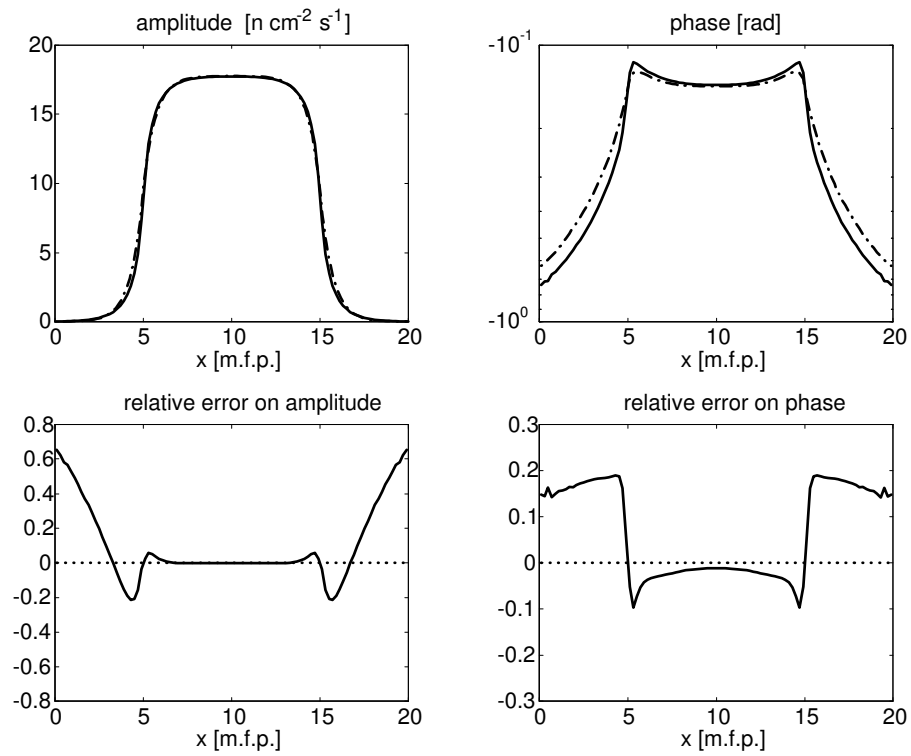 amplitude [n cm⁻² s⁻¹]
20
15
10
5
0
0 5 10 15 20
x [m.f.p.]
phase [rad]
-10⁻¹
-10⁰
0 5 10 15 20
x [m.f.p.]
relative error on amplitude
0.8
0.6
0.4
0.2
0
-0.2
-0.4
-0.6
-0.8
0 5 10 15 20
x [m.f.p.]
relative error on phase
0.3
0.2
0.1
0
-0.1
-0.2
-0.3
0 5 10 15 20
x [m.f.p.]